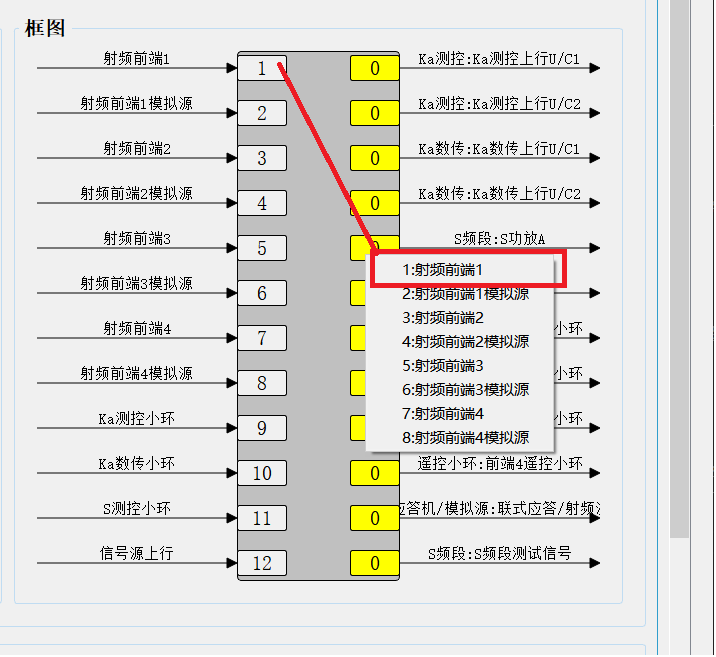 框图
射频前端1 1 0 Ka测控:Ka测控上行U/C1
射频前端1模拟源 2 0 Ka测控:Ka测控上行U/C2
射频前端2 3 0 Ka数传:Ka数传上行U/C1
射频前端2模拟源 4 0 Ka数传:Ka数传上行U/C2
射频前端3 5 0 S频段:S功放A
射频前端3模拟源 6
射频前端4 7 小环
射频前端4模拟源 8 小环
Ka测控小环 9 小环
Ka数传小环 10 0 遥控小环:前端4遥控小环
S测控小环 11 0 应答机/模拟源:联式应答/射频
信号源上行 12 0 S频段:S频段测试信号
1:射频前端1
2:射频前端1模拟源
3:射频前端2
4:射频前端2模拟源
5:射频前端3
6:射频前端3模拟源
7:射频前端4
8:射频前端4模拟源